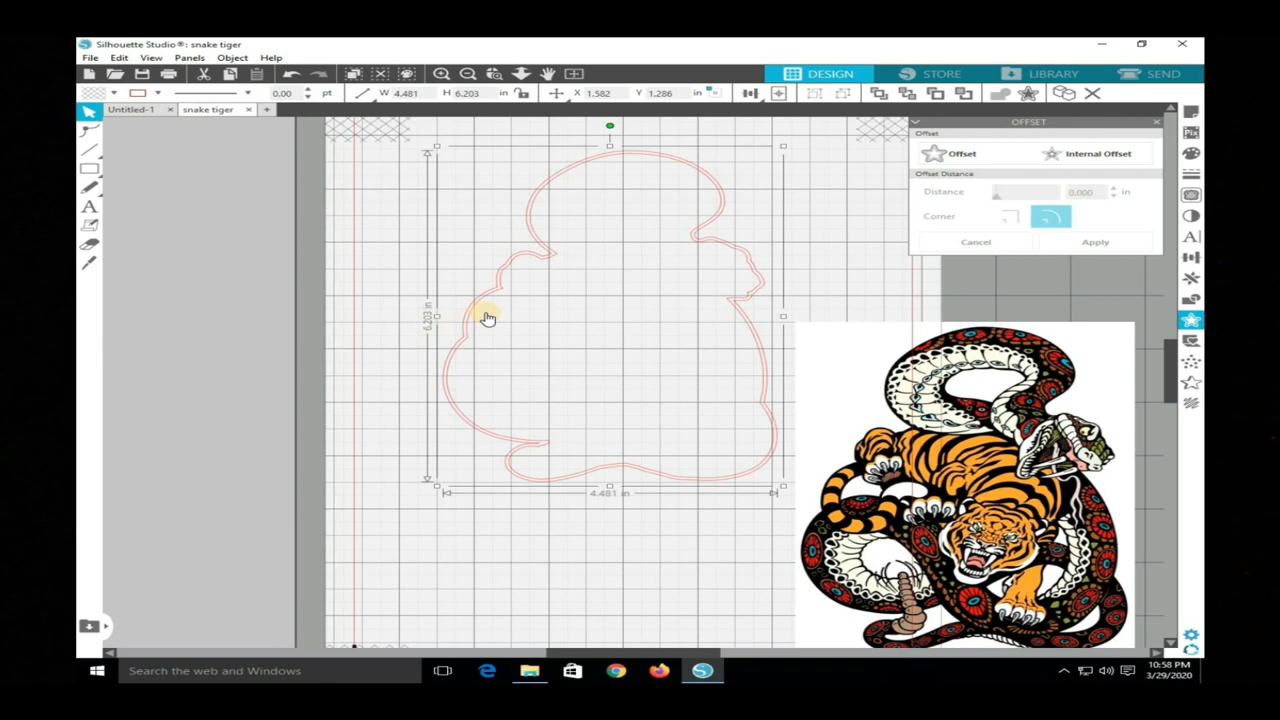 Silhouette Studio®: snake tiger
File Edit View Panels Object Help
DESIGN STORE LIBRARY SEND
0.00 pt W 4.481 H 6.203 in X 1.582 Y 1.286 in
Untitled-1 × snake tiger × +
OFFSET
Offset
Offset Internal Offset
Offset Distance
Distance 0.000 in
Corner
Cancel Apply
6.203 in
4.481 in
A
Pix
A
Search the web and Windows
10:58 PM
3/29/2020